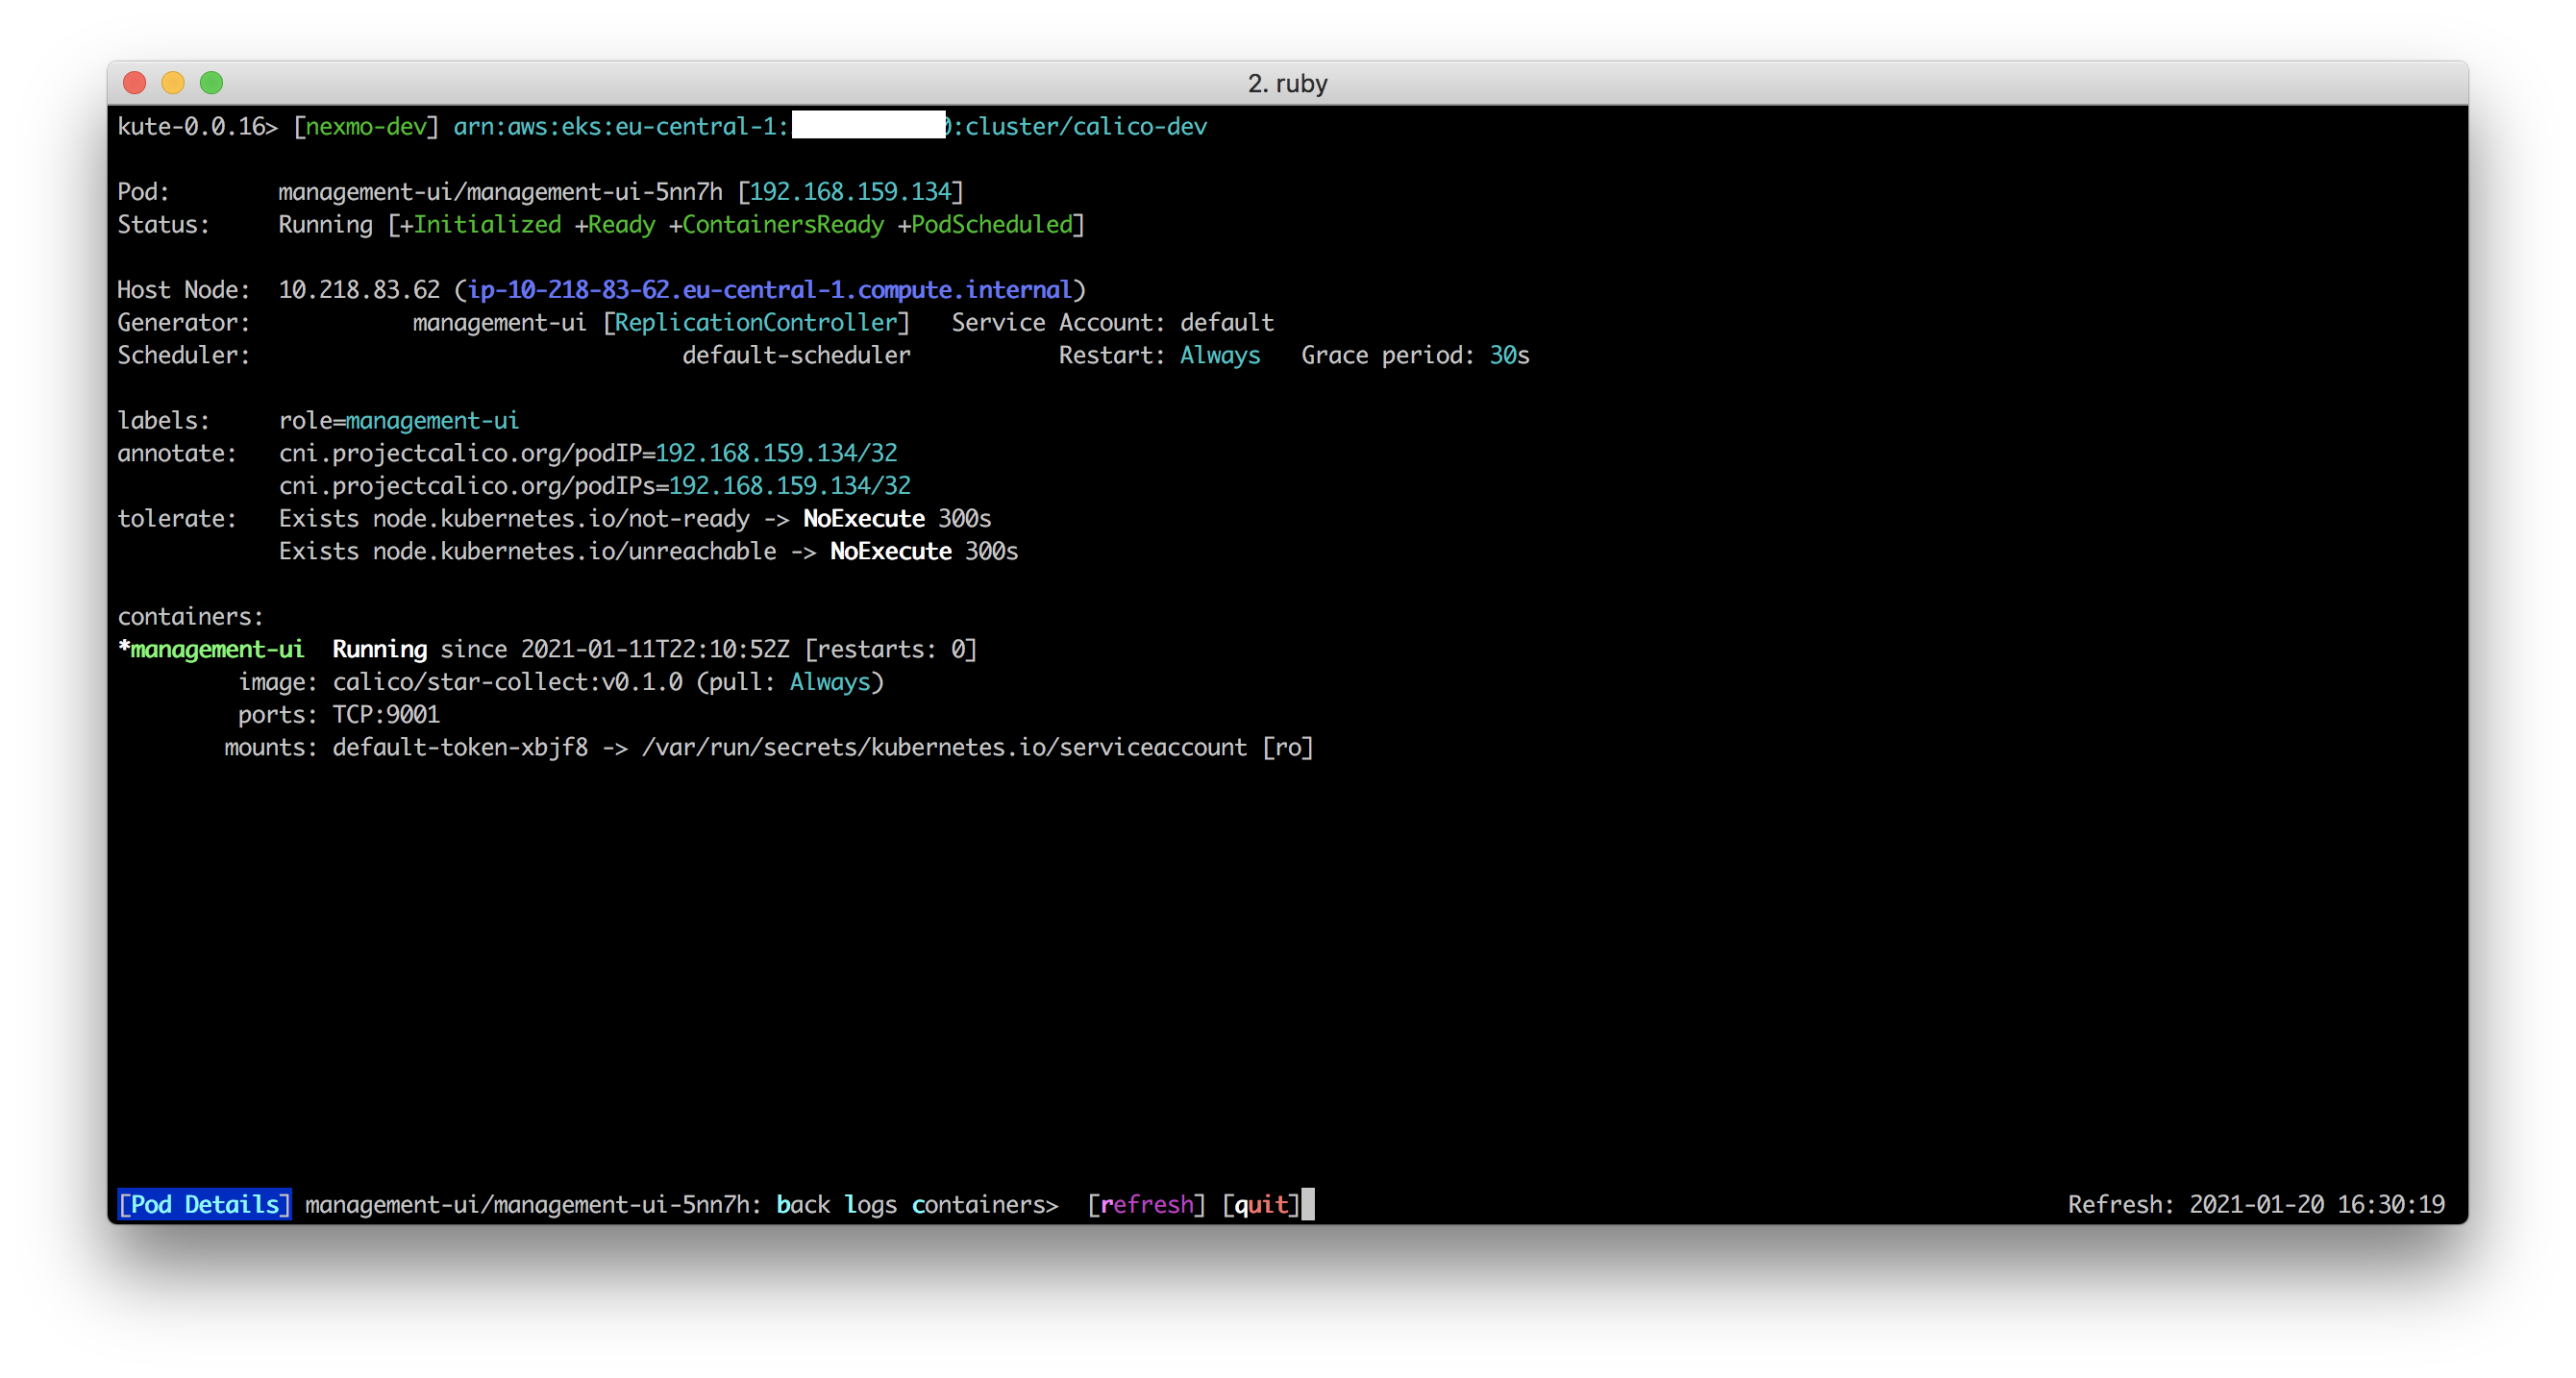 2. ruby
kute-0.0.16> [nexmo-dev] arn:aws:eks:eu-central-1: :cluster/calico-dev
Pod: management-ui/management-ui-5nn7h [192.168.159.134]
Status: Running [+Initialized +Ready +ContainersReady +PodScheduled]
Host Node: 10.218.83.62 (ip-10-218-83-62.eu-central-1.compute.internal)
Generator: management-ui [ReplicationController] Service Account: default
Scheduler: default-scheduler Restart: Always Grace period: 30s
labels: role=management-ui
annotate: cni.projectcalico.org/podIP=192.168.159.134/32
cni.projectcalico.org/podIPs=192.168.159.134/32
tolerate: Exists node.kubernetes.io/not-ready -> NoExecute 300s
Exists node.kubernetes.io/unreachable -> NoExecute 300s
containers:
*management-ui Running since 2021-01-11T22:10:52Z [restarts: 0]
image: calico/star-collect:v0.1.0 (pull: Always)
ports: TCP:9001
mounts: default-token-xbjf8 -> /var/run/secrets/kubernetes.io/serviceaccount [ro]
[Pod Details] management-ui/management-ui-5nn7h: back logs containers> [refresh] [quit] Refresh: 2021-01-20 16:30:19